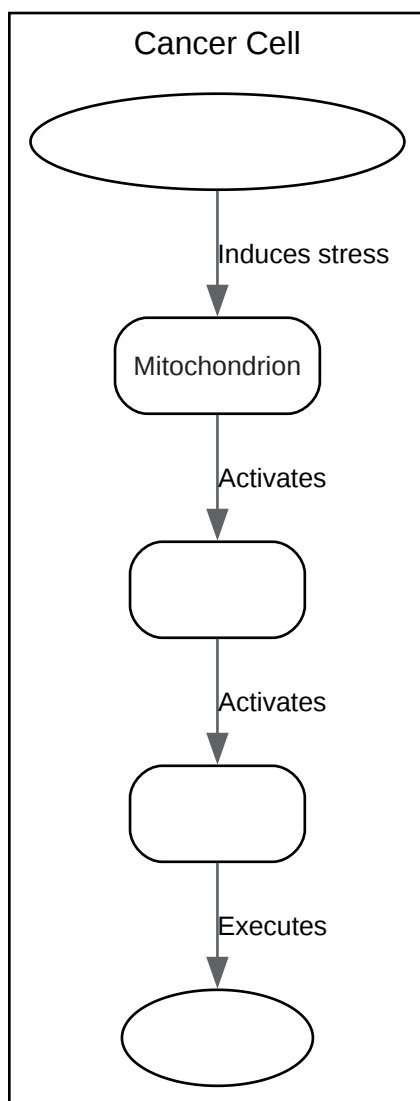 Cancer Cell
Induces stress
Mitochondrion
Activates
Activates
Executes